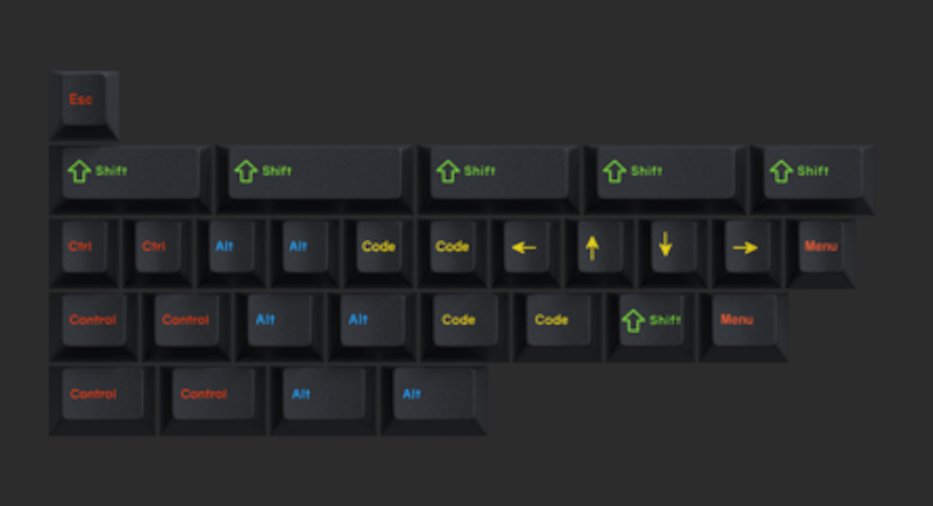 Esc
⇧ Shift ⇧ Shift ⇧ Shift ⇧ Shift ⇧ Shift
Ctrl Ctrl Alt Alt Code Code ← ↑ ↓ → Menu
Control Control Alt Alt Code Code ⇧ Shift Menu
Control Control Alt Alt